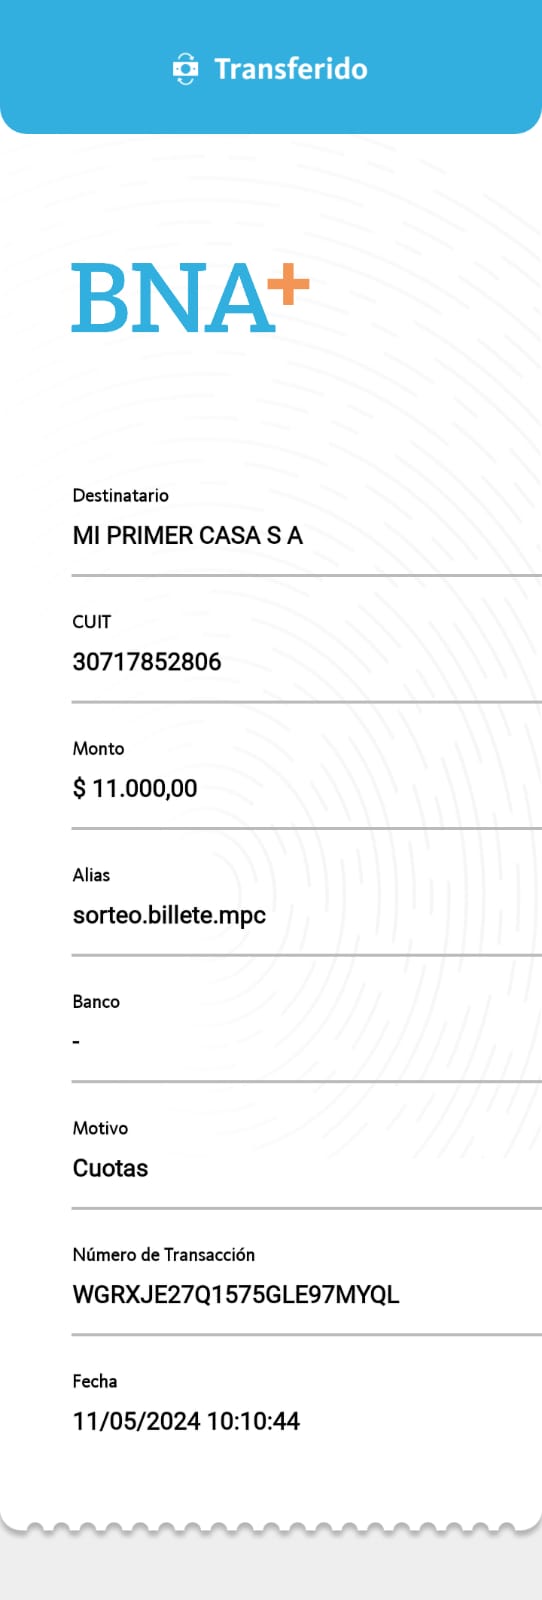 Transferido
BNA+
Destinatario
MI PRIMER CASA S A
CUIT
30717852806
Monto
$ 11.000,00
Alias
sorteo.billete.mpc
Banco
-
Motivo
Cuotas
Número de Transacción
WGRXJE27Q1575GLE97MYQL
Fecha
11/05/2024 10:10:44